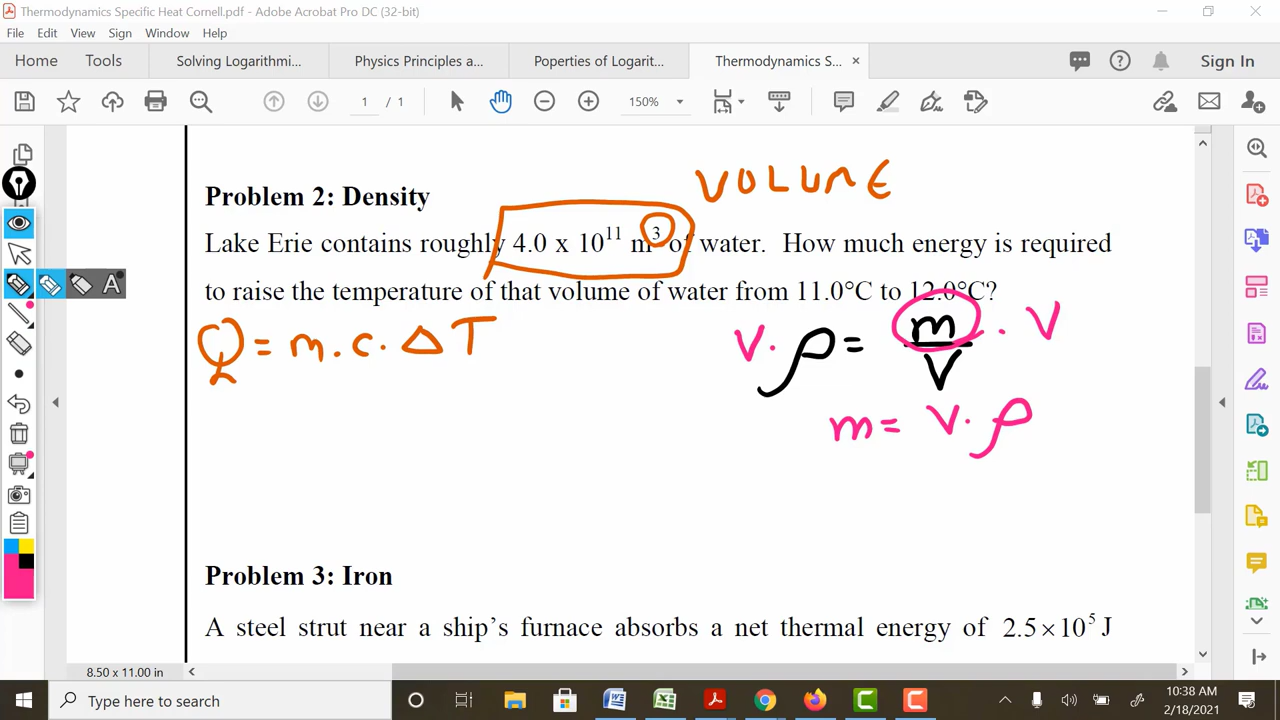 Thermodynamics Specific Heat Cornell.pdf - Adobe Acrobat Pro DC (32-bit)
File Edit View Sign Window Help
Home Tools Solving Logarithmi... Physics Principles a... Poperties of Logarit... Thermodynamics S... × Sign In
1 / 1 150%
VOLUME
Problem 2: Density
Lake Erie contains roughly 4.0 x 10¹¹ m³ of water. How much energy is required
to raise the temperature of that volume of water from 11.0°C to 12.0°C?
Q = m.c. Δ T
V. ρ = m/V . V
m = V. ρ
Problem 3: Iron
A steel strut near a ship's furnace absorbs a net thermal energy of 2.5×10⁵ J
A
8.50 x 11.00 in
Type here to search
10:38 AM
2/18/2021